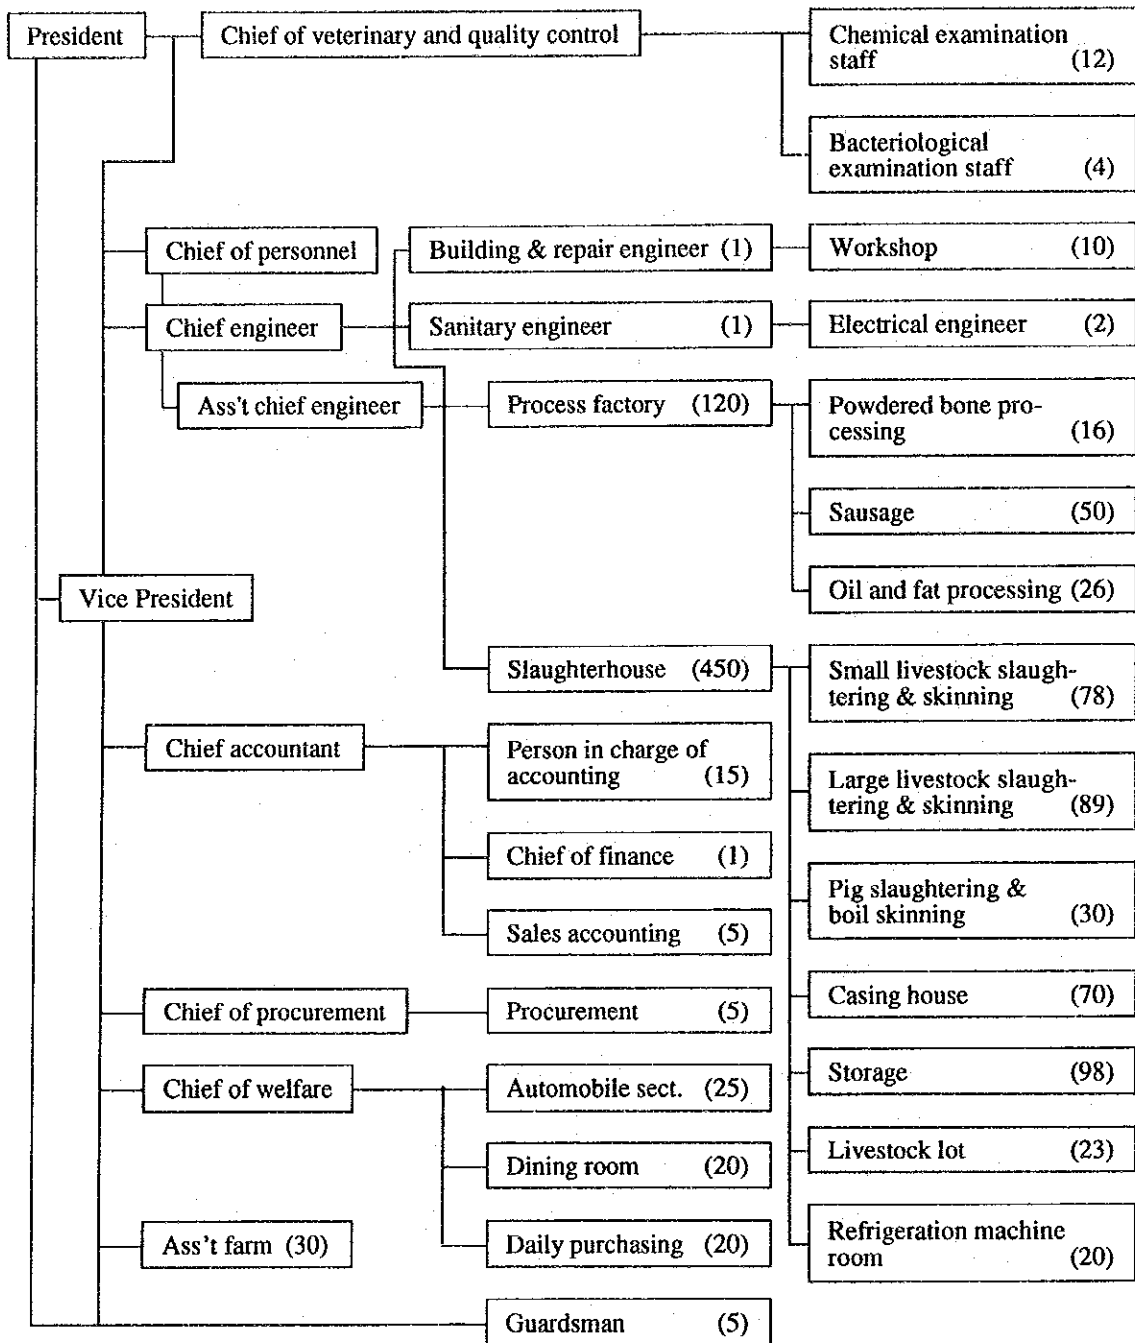 President
Chief of veterinary and quality control
Chemical examination
staff (12)
Bacteriological
examination staff (4)
Chief of personnel
Building & repair engineer (1)
Workshop (10)
Chief engineer
Sanitary engineer (1)
Electrical engineer (2)
Ass't chief engineer
Process factory (120)
Powdered bone pro-
cessing (16)
Sausage (50)
Oil and fat processing (26)
Vice President
Slaughterhouse (450)
Small livestock slaugh-
tering & skinning (78)
Chief accountant
Person in charge of
accounting (15)
Large livestock slaugh-
tering & skinning (89)
Chief of finance (1)
Pig slaughtering &
boil skinning (30)
Sales accounting (5)
Casing house (70)
Chief of procurement
Procurement (5)
Chief of welfare
Automobile sect. (25)
Storage (98)
Dining room (20)
Livestock lot (23)
Ass't farm (30)
Daily purchasing (20)
Refrigeration machine
room (20)
Guardsman (5)